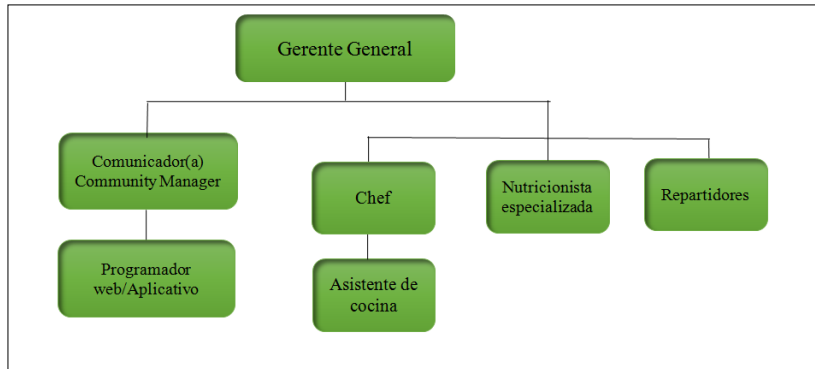 Gerente General
Comunicador(a)
Community Manager
Chef
Nutricionista
especializada
Repartidores
Programador
web/Aplicativo
Asistente de
cocina